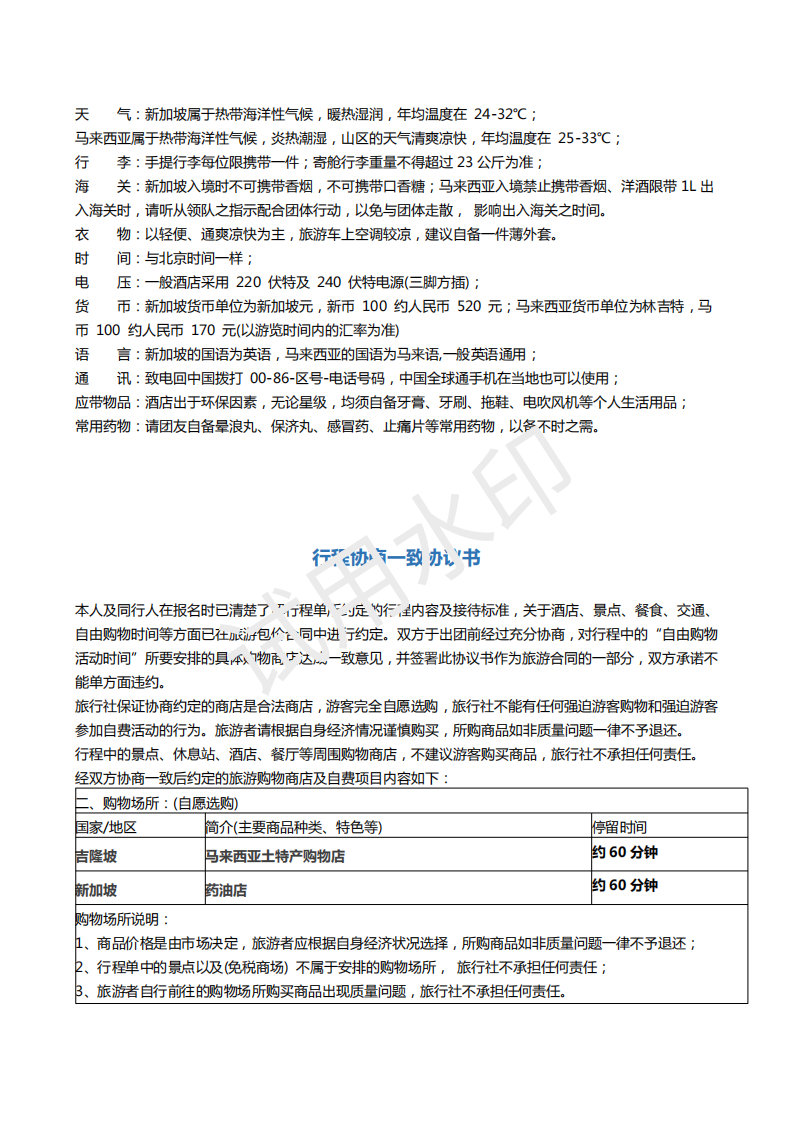 天　　气：新加坡属于热带海洋性气候，暖热湿润，年均温度在 24-32℃；
马来西亚属于热带海洋性气候，炎热潮湿，山区的天气清爽凉快，年均温度在 25-33℃；
行　　李：手提行李每位限携带一件；寄舱行李重量不得超过 23 公斤为准；
海　　关：新加坡入境时不可携带香烟，不可携带口香糖；马来西亚入境禁止携带香烟、洋酒限带 1L 出
入海关时，请听从领队之指示配合团体行动，以免与团体走散， 影响出入海关之时间。
衣　　物：以轻便、通爽凉快为主，旅游车上空调较凉，建议自备一件薄外套。
时　　间：与北京时间一样；
电　　压：一般酒店采用 220 伏特及 240 伏特电源(三脚方插)；
货　　币：新加坡货币单位为新加坡元，新币 100 约人民币 520 元；马来西亚货币单位为林吉特，马
币 100 约人民币 170 元(以游览时间内的汇率为准)
语　　言：新加坡的国语为英语，马来西亚的国语为马来语,一般英语通用；
通　　讯：致电回中国拨打 00-86-区号-电话号码，中国全球通手机在当地也可以使用；
应带物品：酒店出于环保因素，无论星级，均须自备牙膏、牙刷、拖鞋、电吹风机等个人生活用品；
常用药物：请团友自备晕浪丸、保济丸、感冒药、止痛片等常用药物，以备不时之需。
试用水印
行程协商一致协议书
本人及同行人在报名时已清楚了解行程单所约定的行程内容及接待标准，关于酒店、景点、餐食、交通、
自由购物时间等方面已在旅游包价合同中进行约定。双方于出团前经过充分协商，对行程中的“自由购物
活动时间”所要安排的具体购物商店达成一致意见，并签署此协议书作为旅游合同的一部分，双方承诺不
能单方面违约。
旅行社保证协商约定的商店是合法商店，游客完全自愿选购，旅行社不能有任何强迫游客购物和强迫游客
参加自费活动的行为。旅游者请根据自身经济情况谨慎购买，所购商品如非质量问题一律不予退还。
行程中的景点、休息站、酒店、餐厅等周围购物商店，不建议游客购买商品，旅行社不承担任何责任。
经双方协商一致后约定的旅游购物商店及自费项目内容如下：
二、购物场所：(自愿选购)
国家/地区 简介(主要商品种类、特色等) 停留时间
吉隆坡 马来西亚土特产购物店 约 60 分钟
新加坡 药油店 约 60 分钟
购物场所说明：
1、商品价格是由市场决定，旅游者应根据自身经济状况选择，所购商品如非质量问题一律不予退还；
2、行程单中的景点以及(免税商场) 不属于安排的购物场所， 旅行社不承担任何责任；
3、旅游者自行前往的购物场所购买商品出现质量问题，旅行社不承担任何责任。